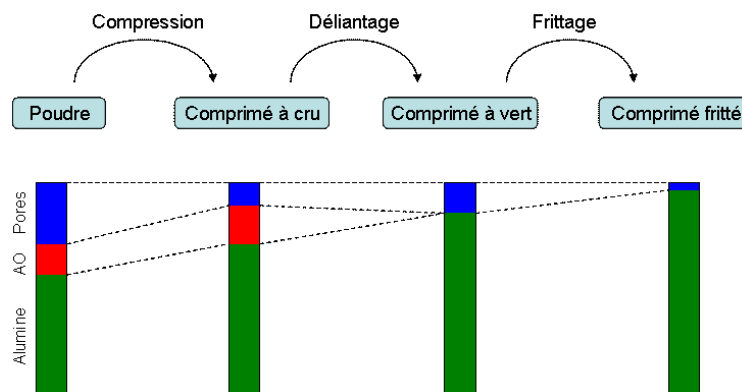 Compression
Déliantage
Frittage
Poudre
Comprimé à cru
Comprimé à vert
Comprimé fritté
Pores
AO
Alumine